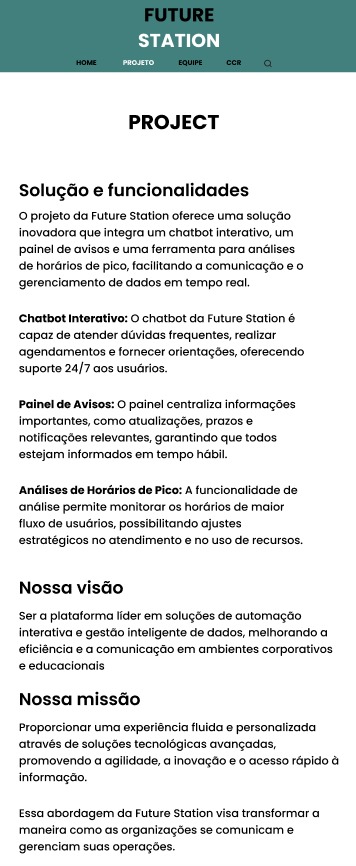 FUTURE
STATION
HOME PROJETO EQUIPE CCR
PROJECT
Solução e funcionalidades
O projeto da Future Station oferece uma solução
inovadora que integra um chatbot interativo, um
painel de avisos e uma ferramenta para análises
de horários de pico, facilitando a comunicação e o
gerenciamento de dados em tempo real.
Chatbot Interativo: O chatbot da Future Station é
capaz de atender dúvidas frequentes, realizar
agendamentos e fornecer orientações, oferecendo
suporte 24/7 aos usuários.
Painel de Avisos: O painel centraliza informações
importantes, como atualizações, prazos e
notificações relevantes, garantindo que todos
estejam informados em tempo hábil.
Análises de Horários de Pico: A funcionalidade de
análise permite monitorar os horários de maior
fluxo de usuários, possibilitando ajustes
estratégicos no atendimento e no uso de recursos.
Nossa visão
Ser a plataforma líder em soluções de automação
interativa e gestão inteligente de dados, melhorando a
eficiência e a comunicação em ambientes corporativos
e educacionais
Nossa missão
Proporcionar uma experiência fluida e personalizada
através de soluções tecnológicas avançadas,
promovendo a agilidade, a inovação e o acesso rápido à
informação.
Essa abordagem da Future Station visa transformar a
maneira como as organizações se comunicam e
gerenciam suas operações.